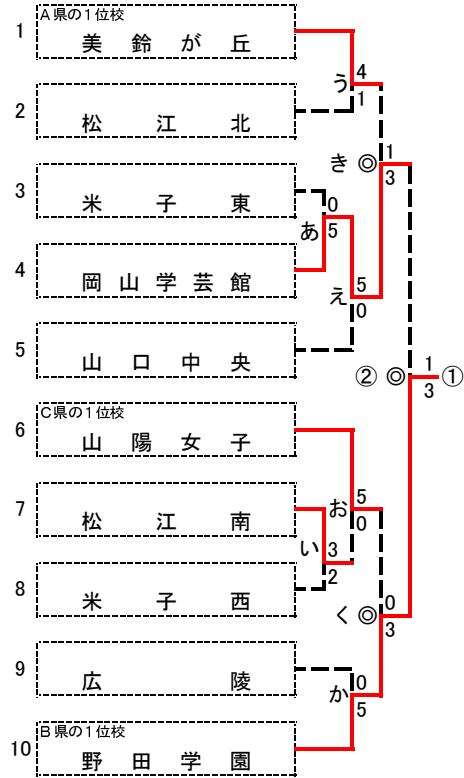 A県の1位校
1 美鈴が丘
う 4
1
2 松江北
き ◎ 1
3
3 米子東
あ 0
5
4 岡山学芸館
え 5
0
5 山口中央
② ◎ 1 ①
3
C県の1位校
6 山陽女子
お 5
0
7 松江南
い 3
2
8 米子西
く ◎ 0
3
9 広陵
か 0
5
B県の1位校
10 野田学園